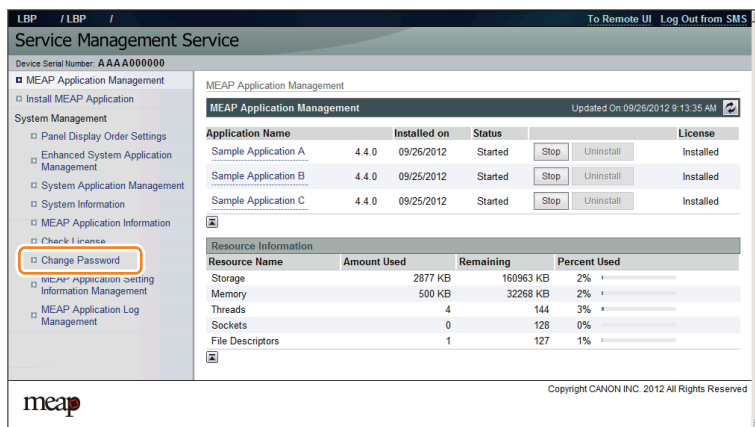 LBP / LBP /
To Remote UI Log Out from SMS
Service Management Service
Device Serial Number: AAAA000000
MEAP Application Management
Install MEAP Application
System Management
Panel Display Order Settings
Enhanced System Application
Management
System Application Management
System Information
MEAP Application Information
Check License
Change Password
MEAP Application Setting
Information Management
MEAP Application Log
Management
MEAP Application Management
MEAP Application Management Updated On:09/26/2012 9:13:35 AM
Application Name Installed on Status License
Sample Application A 4.4.0 09/26/2012 Started Stop Uninstall Installed
Sample Application B 4.4.0 09/25/2012 Started Stop Uninstall Installed
Sample Application C 4.4.0 09/25/2012 Started Stop Uninstall Installed
Resource Information
Resource Name Amount Used Remaining Percent Used
Storage 2877 KB 160963 KB 2%
Memory 500 KB 32268 KB 2%
Threads 4 144 3%
Sockets 0 128 0%
File Descriptors 1 127 1%
Copyright CANON INC. 2012 All Rights Reserved
meap